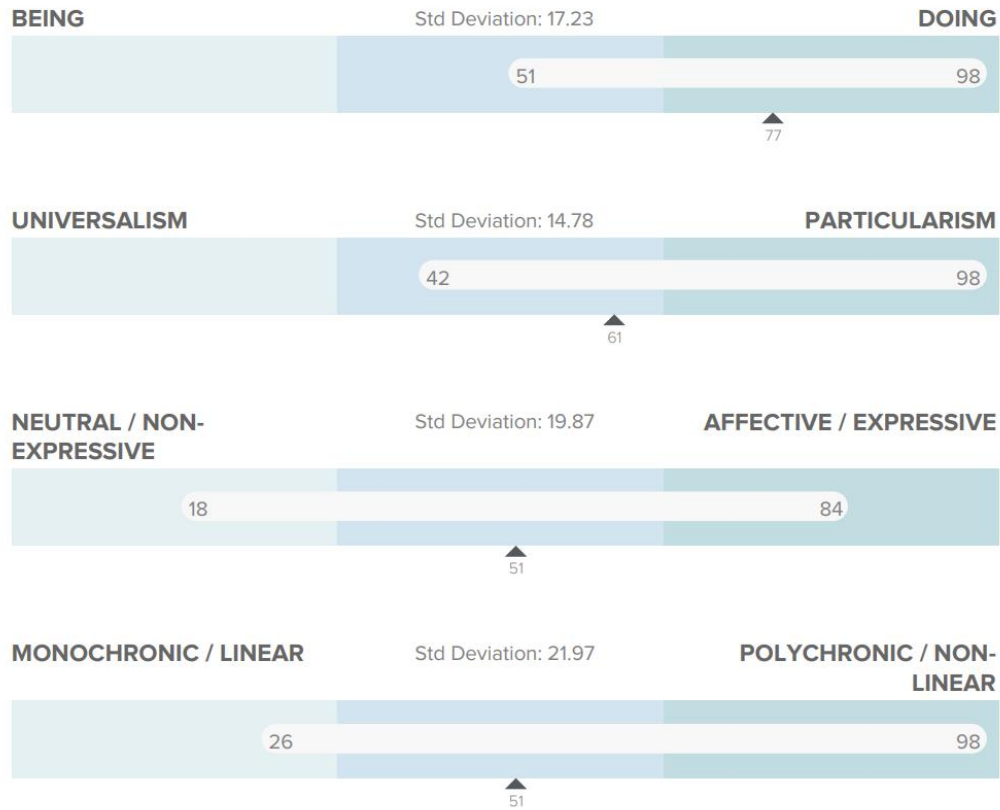 BEING Std Deviation: 17.23 DOING
51 98
77
UNIVERSALISM Std Deviation: 14.78 PARTICULARISM
42 98
61
NEUTRAL / NON- Std Deviation: 19.87 AFFECTIVE / EXPRESSIVE
EXPRESSIVE
18 84
51
MONOCHRONIC / LINEAR Std Deviation: 21.97 POLYCHRONIC / NON-
LINEAR
26 98
51